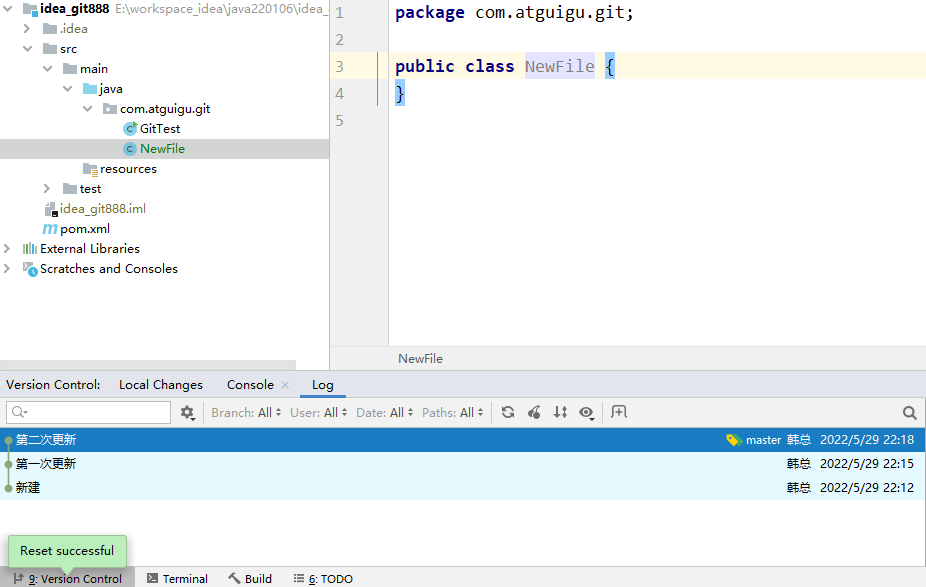 idea_git888 E:\workspace_idea\java220106\idea_
.idea
src
main
java
com.atguigu.git
GitTest
NewFile
resources
test
idea_git888.iml
pom.xml
External Libraries
Scratches and Consoles
1 package com.atguigu.git;
2
3 public class NewFile {
4 }
5
NewFile
Version Control: Local Changes Console Log
Branch: All User: All Date: All Paths: All
第二次更新 master 韩总 2022/5/29 22:18
第一次更新 韩总 2022/5/29 22:15
新建 韩总 2022/5/29 22:12
Reset successful
9: Version Control Terminal Build 6: TODO